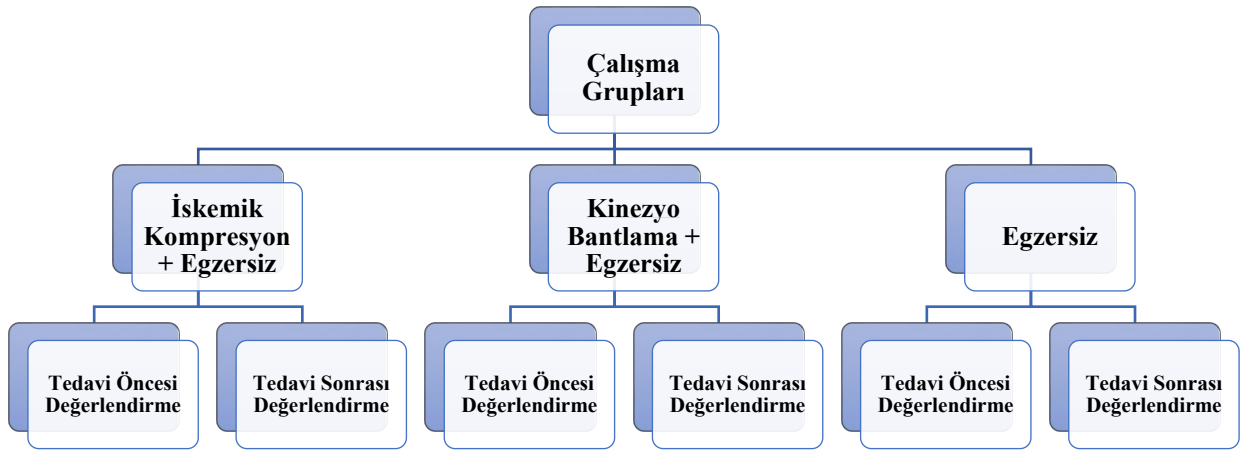 Çalışma
Grupları
İskemik
Kompresyon
+ Egzersiz
Kinezyo
Bantlama +
Egzersiz
Egzersiz
Tedavi Öncesi
Değerlendirme
Tedavi Sonrası
Değerlendirme
Tedavi Öncesi
Değerlendirme
Tedavi Sonrası
Değerlendirme
Tedavi Öncesi
Değerlendirme
Tedavi Sonrası
Değerlendirme